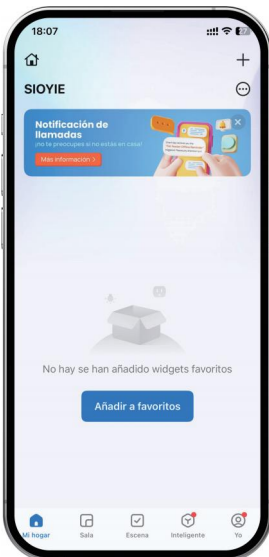 18:07
SIOYIE
Notificación de
llamadas
¡no te preocupes si no estás en casa!
Más información >
No hay se han añadido widgets favoritos
Añadir a favoritos
Mi hogar
Sala
Escena
Inteligente
Yo